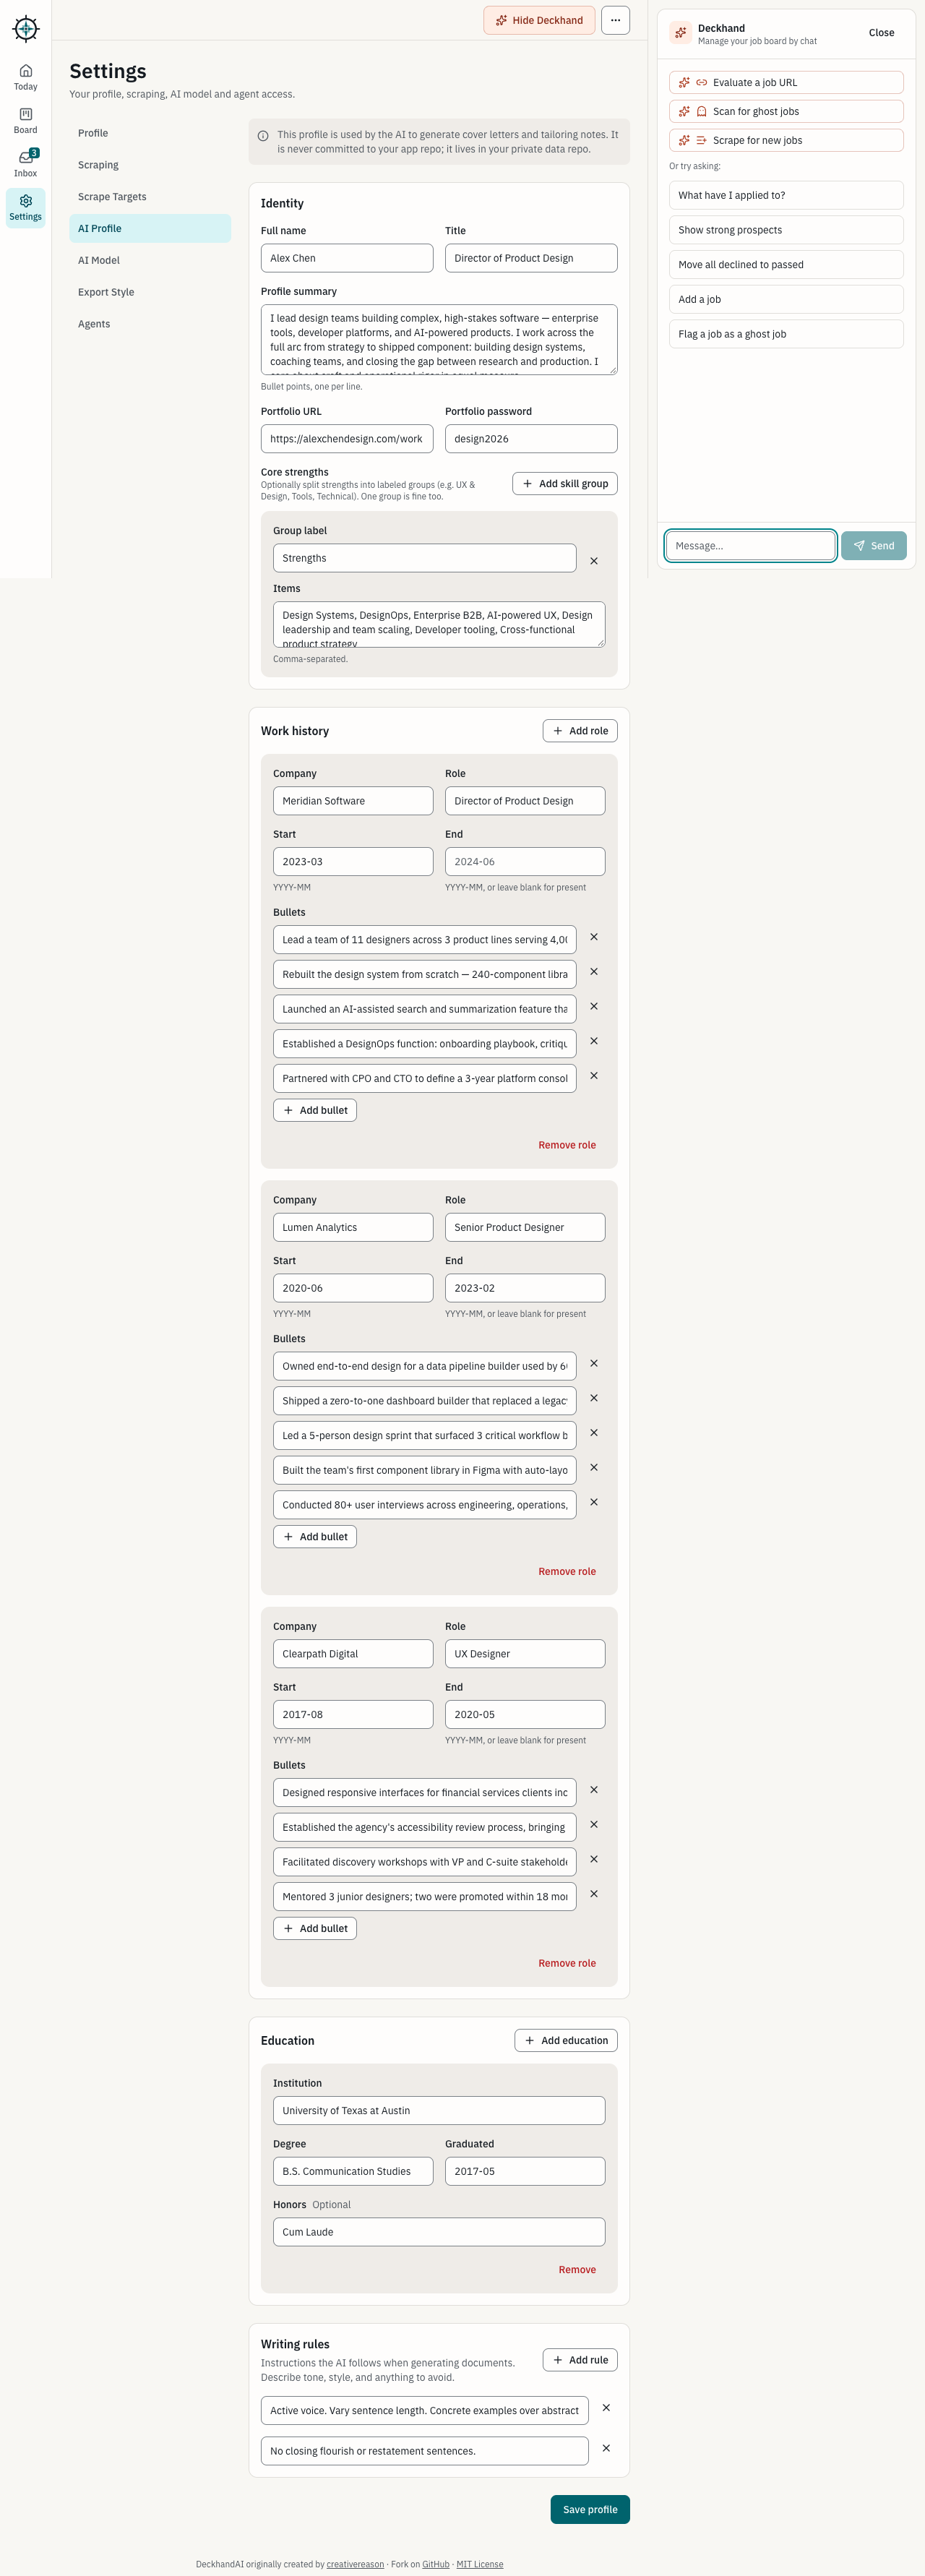 Today
Board
3
Inbox
Settings
Hide Deckhand
Settings
Your profile, scraping, AI model and agent access.
Profile
Scraping
Scrape Targets
AI Profile
AI Model
Export Style
Agents
This profile is used by the AI to generate cover letters and tailoring notes. It
is never committed to your app repo; it lives in your private data repo.
Identity
Full name
Title
Alex Chen
Director of Product Design
Profile summary
I lead design teams building complex, high-stakes software — enterprise
tools, developer platforms, and AI-powered products. I work across the
full arc from strategy to shipped component: building design systems,
coaching teams, and closing the gap between research and production. I
Bullet points, one per line.
Portfolio URL
Portfolio password
https://alexchendesign.com/work
design2026
Core strengths
Optionally split strengths into labeled groups (e.g. UX &
Design, Tools, Technical). One group is fine too.
Add skill group
Group label
Strengths
Items
Design Systems, DesignOps, Enterprise B2B, AI-powered UX, Design
leadership and team scaling, Developer tooling, Cross-functional
product strategy
Comma-separated.
Work history
Add role
Company
Role
Meridian Software
Director of Product Design
Start
End
2023-03
2024-06
YYYY-MM
YYYY-MM, or leave blank for present
Bullets
Lead a team of 11 designers across 3 product lines serving 4,0
Rebuilt the design system from scratch — 240-component libra
Launched an AI-assisted search and summarization feature tha
Established a DesignOps function: onboarding playbook, critiqu
Partnered with CPO and CTO to define a 3-year platform consol
Add bullet
Remove role
Company
Role
Lumen Analytics
Senior Product Designer
Start
End
2020-06
2023-02
YYYY-MM
YYYY-MM, or leave blank for present
Bullets
Owned end-to-end design for a data pipeline builder used by 6
Shipped a zero-to-one dashboard builder that replaced a legac
Led a 5-person design sprint that surfaced 3 critical workflow b
Built the team's first component library in Figma with auto-layo
Conducted 80+ user interviews across engineering, operations,
Add bullet
Remove role
Company
Role
Clearpath Digital
UX Designer
Start
End
2017-08
2020-05
YYYY-MM
YYYY-MM, or leave blank for present
Bullets
Designed responsive interfaces for financial services clients inc
Established the agency's accessibility review process, bringing
Facilitated discovery workshops with VP and C-suite stakeholde
Mentored 3 junior designers; two were promoted within 18 mo
Add bullet
Remove role
Education
Add education
Institution
University of Texas at Austin
Degree
Graduated
B.S. Communication Studies
2017-05
Honors Optional
Cum Laude
Remove
Writing rules
Instructions the AI follows when generating documents.
Describe tone, style, and anything to avoid.
Add rule
Active voice. Vary sentence length. Concrete examples over abstract
No closing flourish or restatement sentences.
Save profile
DeckhandAI originally created by creativereason · Fork on GitHub · MIT License
Deckhand
Manage your job board by chat
Close
Evaluate a job URL
Scan for ghost jobs
Scrape for new jobs
Or try asking:
What have I applied to?
Show strong prospects
Move all declined to passed
Add a job
Flag a job as a ghost job
Message...
Send